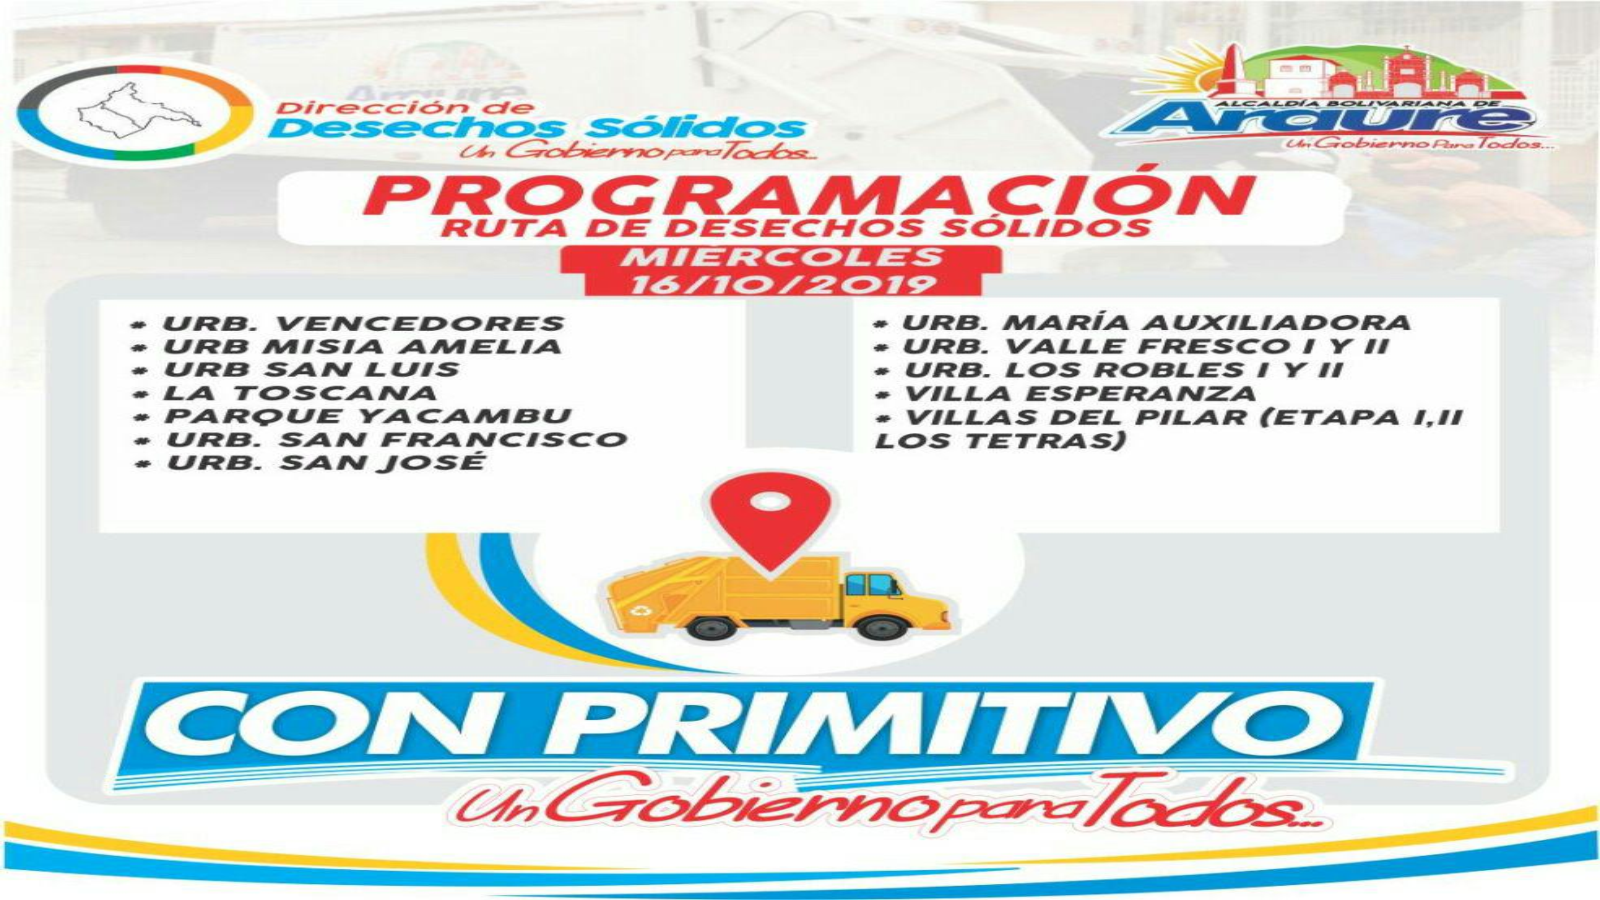 Dirección de
Desechos Sólidos
Un Gobierno para Todos...
ALCALDÍA BOLIVARIANA DE
Araure
Un Gobierno Para Todos...
PROGRAMACIÓN
RUTA DE DESECHOS SÓLIDOS
MIÉRCOLES
16/10/2019
* URB. VENCEDORES
* URB MISIA AMELIA
* URB SAN LUIS
* LA TOSCANA
* PARQUE YACAMBU
* URB. SAN FRANCISCO
* URB. SAN JOSÉ
* URB. MARÍA AUXILIADORA
* URB. VALLE FRESCO I Y II
* URB. LOS ROBLES I Y II
* VILLA ESPERANZA
* VILLAS DEL PILAR (ETAPA I,II
LOS TETRAS)
CON PRIMITIVO
Un Gobierno para Todos...